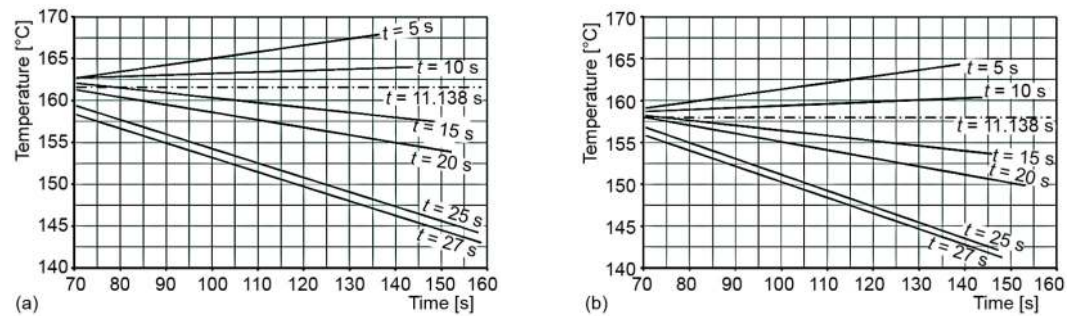 Temperature [°C]
170
165
160
155
150
145
140
t = 5 s
t = 10 s
t = 11.138 s
t = 15 s
t = 20 s
t = 25 s
t = 27 s
70 80 90 100 110 120 130 140 150 160
(a)
Time [s]
Temperature [°C]
170
165
160
155
150
145
140
t = 5 s
t = 10 s
t = 11.138 s
t = 15 s
t = 20 s
t = 25 s
t = 27 s
70 80 90 100 110 120 130 140 150 160
(b)
Time [s]